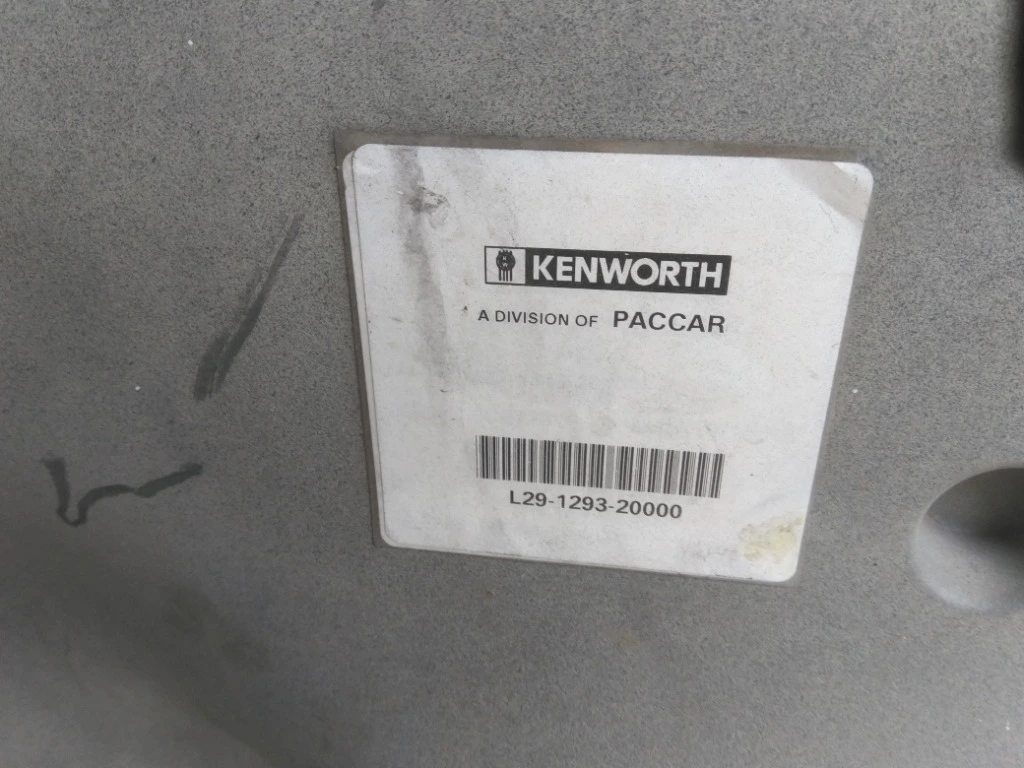 KENWORTH
A DIVISION OF PACCAR
L29-1293-20000